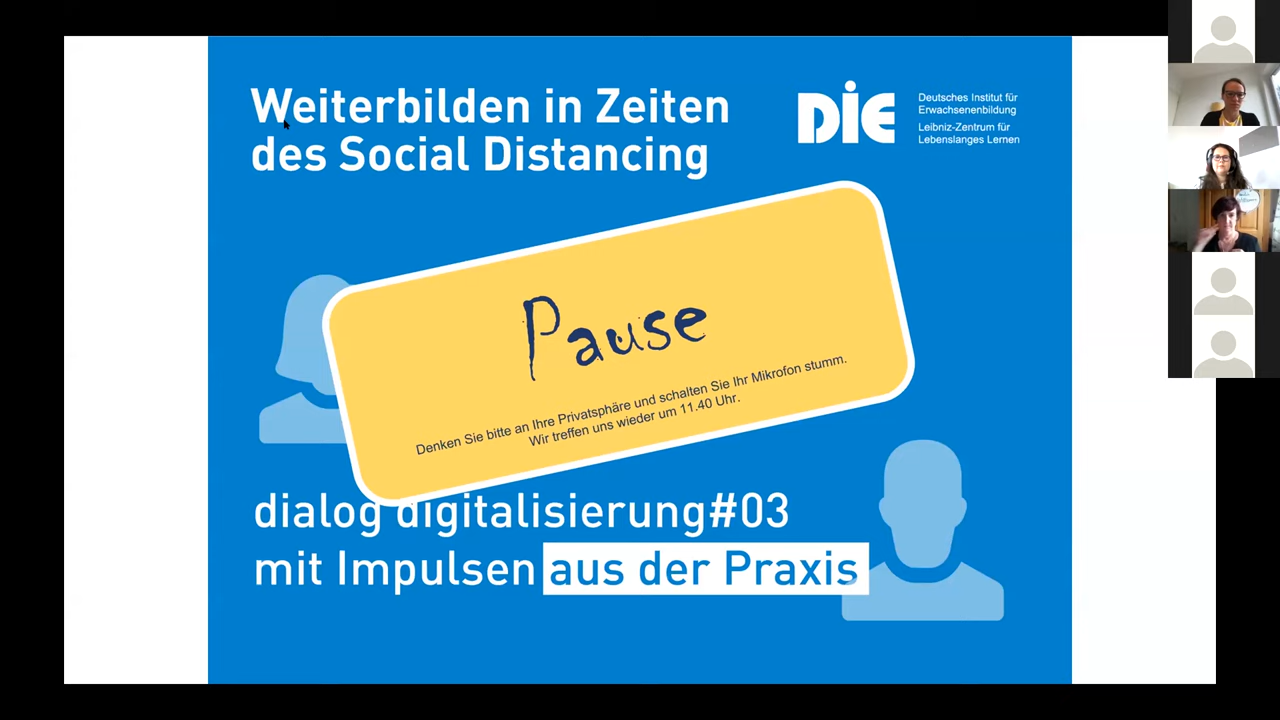 Weiterbilden in Zeiten
des Social Distancing
DIE
Deutsches Institut für
Erwachsenenbildung
Leibniz-Zentrum für
Lebenslanges Lernen
Pause
Denken Sie bitte an Ihre Privatsphäre und schalten Sie Ihr Mikrofon stumm.
Wir treffen uns wieder um 11.40 Uhr.
dialog digitalisierung#03
mit Impulsen aus der Praxis